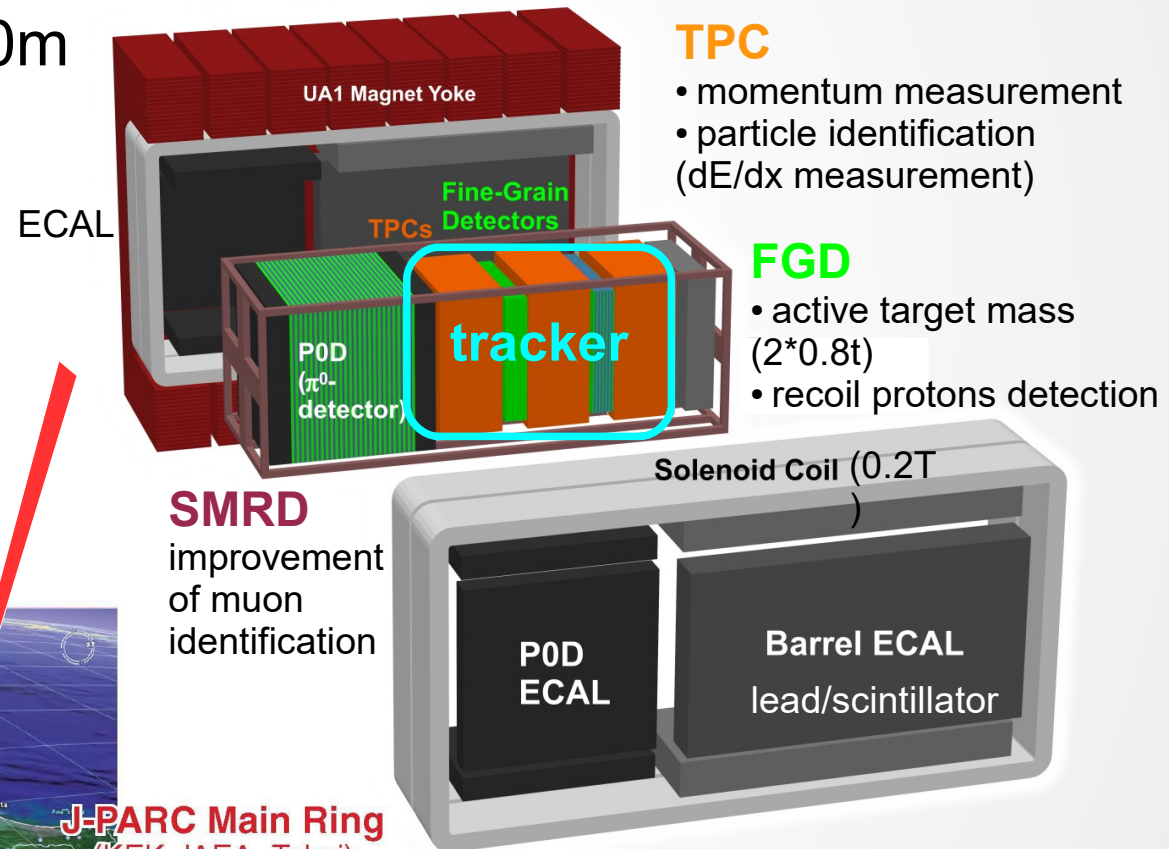 0m
UA1 Magnet Yoke
ECAL
Fine-Grain
TPCs Detectors
P0D
(π⁰-
detector)
tracker
TPC
• momentum measurement
• particle identification
(dE/dx measurement)
FGD
• active target mass
(2*0.8t)
• recoil protons detection
SMRD
improvement
of muon
identification
Solenoid Coil (0.2T
)
P0D
ECAL
Barrel ECAL
lead/scintillator
J-PARC Main Ring